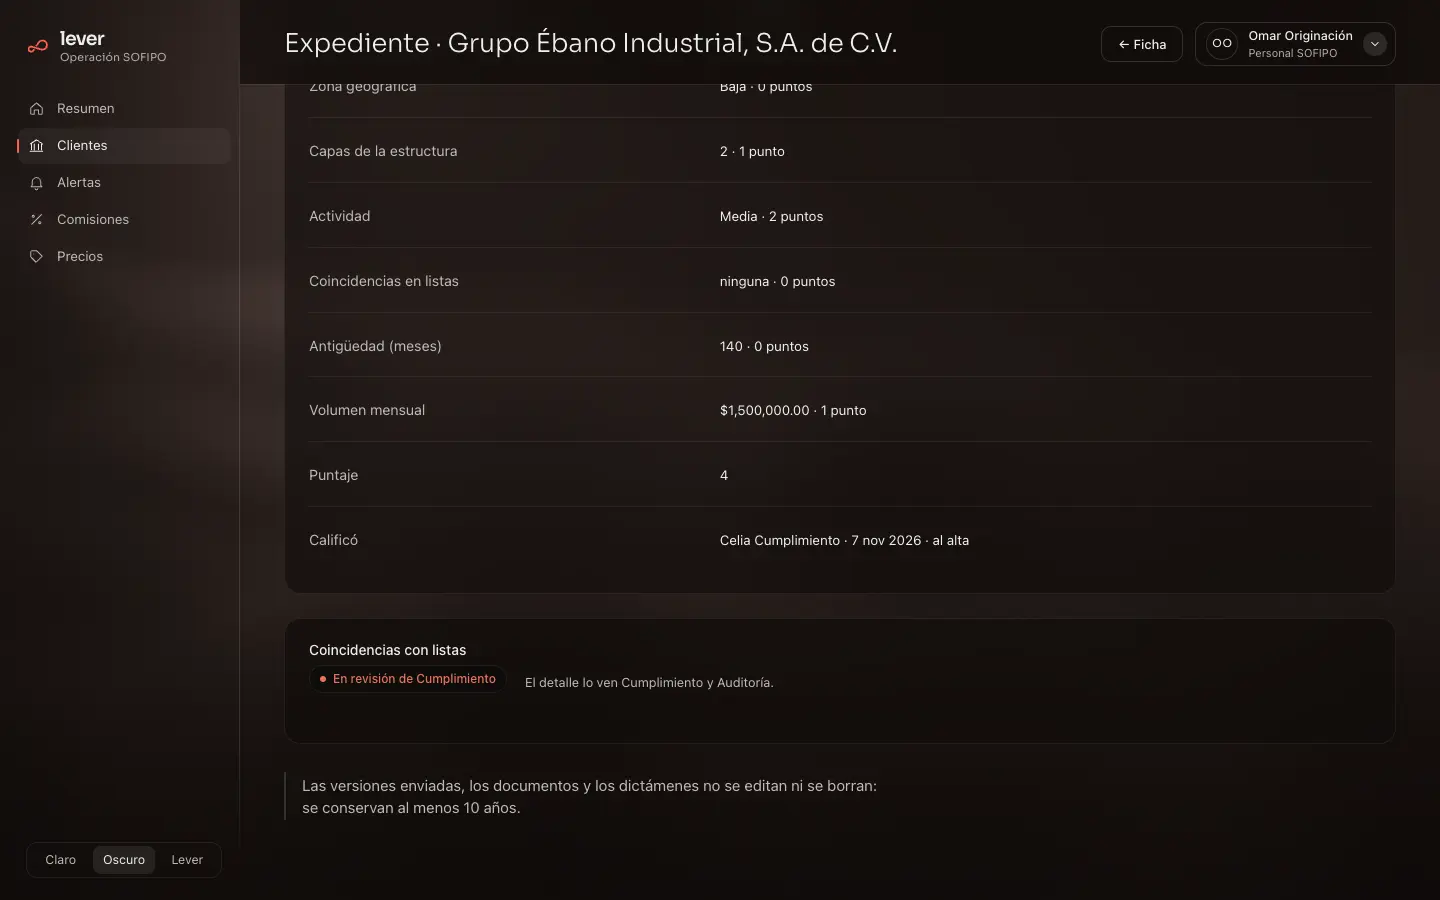 lever
Operación SOFIPO
Resumen
Clientes
Alertas
Comisiones
Precios
Claro
Oscuro
Lever
Expediente · Grupo Ébano Industrial, S.A. de C.V.
← Ficha
OO
Omar Originación
Personal SOFIPO
Zona geográfica
Baja · 0 puntos
Capas de la estructura
2 · 1 punto
Actividad
Media · 2 puntos
Coincidencias en listas
ninguna · 0 puntos
Antigüedad (meses)
140 · 0 puntos
Volumen mensual
$1,500,000.00 · 1 punto
Puntaje
4
Calificó
Celia Cumplimiento · 7 nov 2026 · al alta
Coincidencias con listas
En revisión de Cumplimiento
El detalle lo ven Cumplimiento y Auditoría.
Las versiones enviadas, los documentos y los dictámenes no se editan ni se borran:
se conservan al menos 10 años.